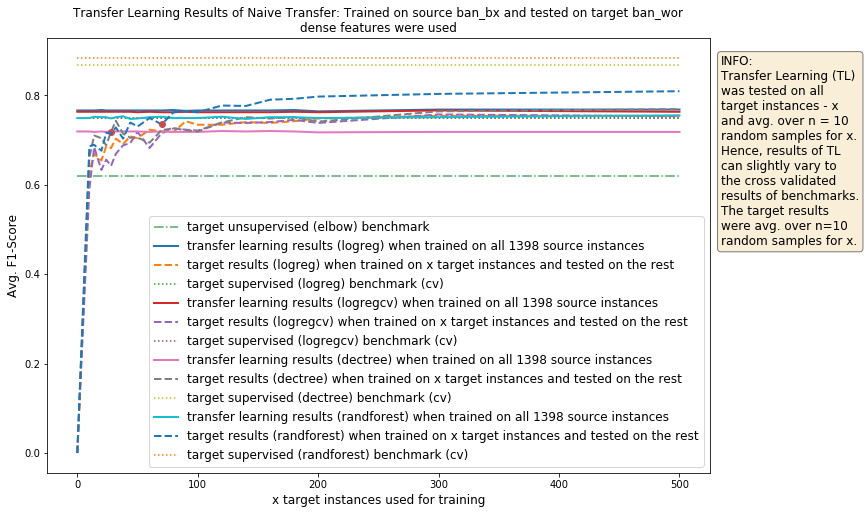 Transfer Learning Results of Naive Transfer: Trained on source ban_bx and tested on target ban_wor
dense features were used
Avg. F1-Score
0.8
0.6
0.4
0.2
0.0
0
100
200
300
400
500
x target instances used for training
target unsupervised (elbow) benchmark
transfer learning results (logreg) when trained on all 1398 source instances
target results (logreg) when trained on x target instances and tested on the rest
target supervised (logreg) benchmark (cv)
transfer learning results (logregcv) when trained on all 1398 source instances
target results (logregcv) when trained on x target instances and tested on the rest
target supervised (logregcv) benchmark (cv)
transfer learning results (dectree) when trained on all 1398 source instances
target results (dectree) when trained on x target instances and tested on the rest
target supervised (dectree) benchmark (cv)
transfer learning results (randforest) when trained on all 1398 source instances
target results (randforest) when trained on x target instances and tested on the rest
target supervised (randforest) benchmark (cv)
INFO:
Transfer Learning (TL)
was tested on all
target instances - x
and avg. over n = 10
random samples for x.
Hence, results of TL
can slightly vary to
the cross validated
results of benchmarks.
The target results
were avg. over n=10
random samples for x.